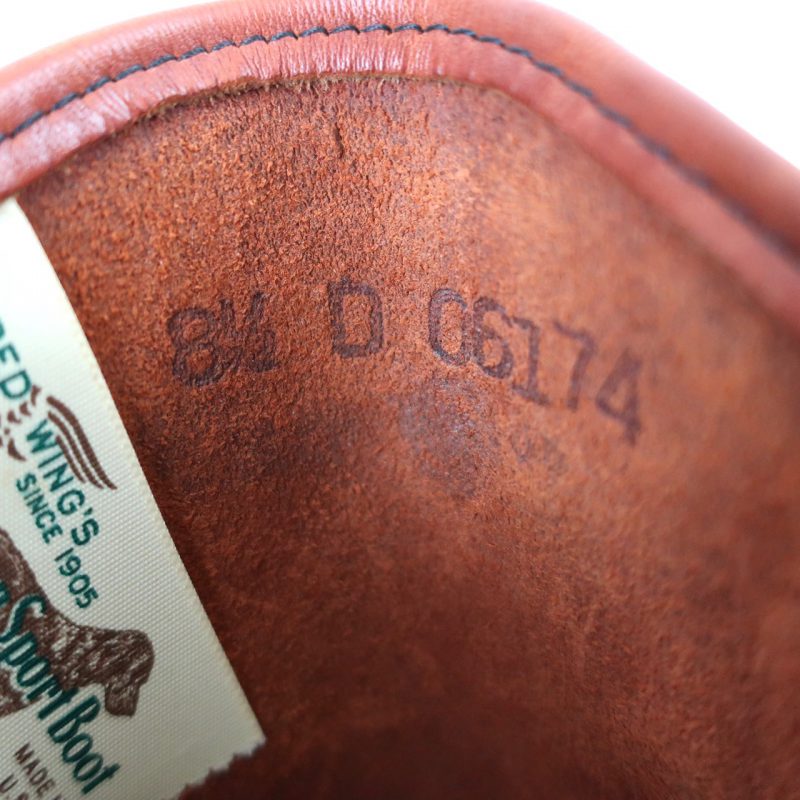 8½ D 06174
RED WING'S
SINCE 1905
Sport Boot
MADE